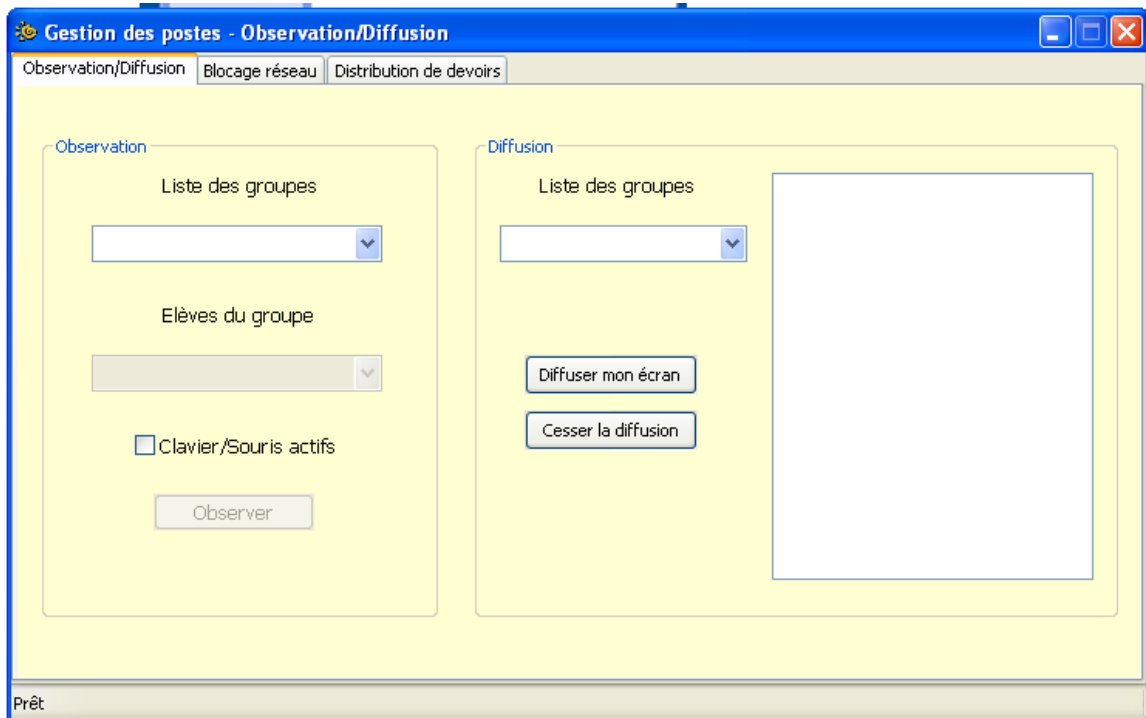 Gestion des postes - Observation/Diffusion
Observation/Diffusion Blocage réseau Distribution de devoirs
Observation
Liste des groupes
Elèves du groupe
Clavier/Souris actifs
Observer
Diffusion
Liste des groupes
Diffuser mon écran
Cesser la diffusion
Prêt